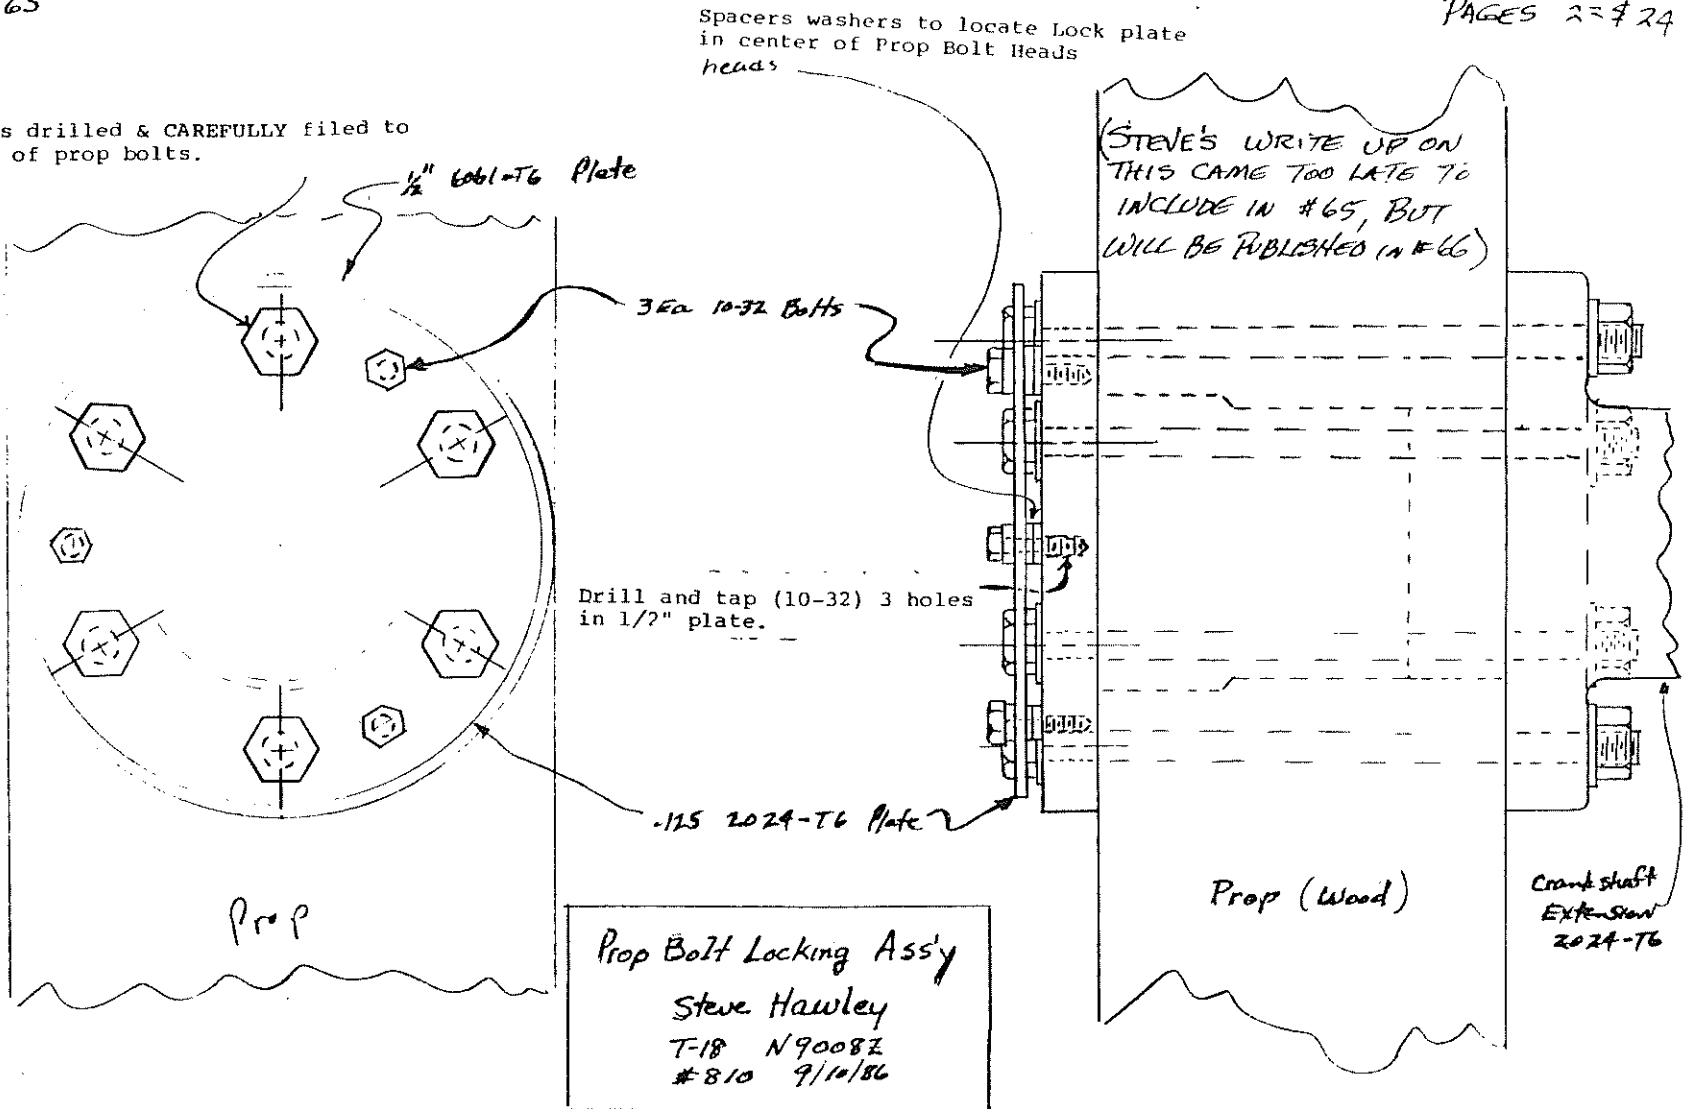 65
PAGES 2=$24
Spacers washers to locate Lock plate
in center of Prop Bolt Heads
heads
s drilled & CAREFULLY filed to
of prop bolts.
1/2" 6061-T6 Plate
(STEVE'S WRITE UP ON
THIS CAME TOO LATE TO
INCLUDE IN #65, BUT
WILL BE PUBLISHED IN #66)
3 Ea 10-32 Bolts
Drill and tap (10-32) 3 holes
in 1/2" plate.
.125 2024-T6 Plate
Prop
Prop (Wood)
Crankshaft
Extension
2024-T6
Prop Bolt Locking Ass'y
Steve Hawley
T-18 N9008Z
#810 9/10/86